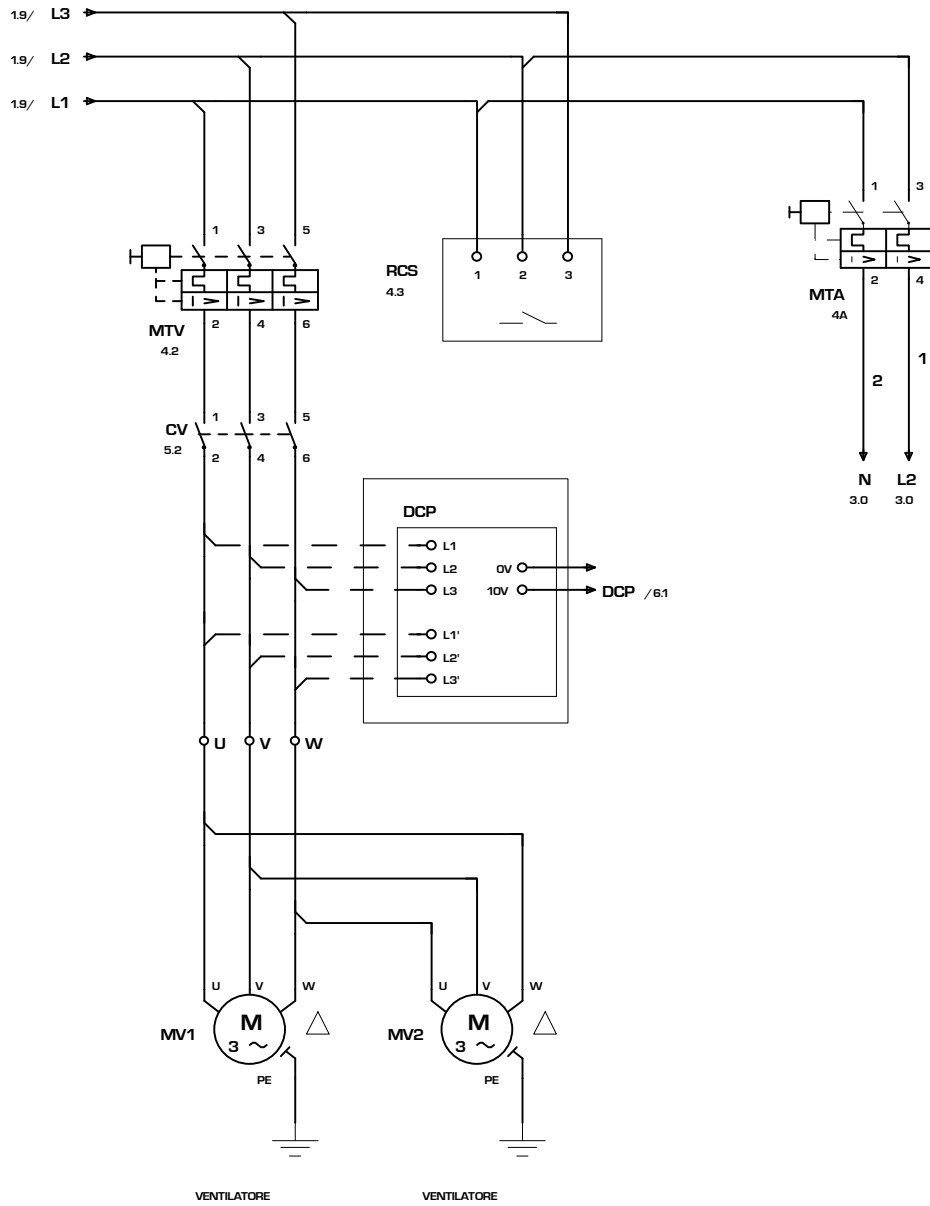 1.9/ L3
1.9/ L2
1.9/ L1
1 3
1 3 5
RCS
4.3
1 2 3
2 4
MTA
4A
MTV
4.2
2 4 6
1
2
CV
5.2
1 3 5
2 4 6
N L2
3.0 3.0
DCP
L1
L2 0V
L3 10V DCP /6.1
L1'
L2'
L3'
U V W
U V W U V W
MV1 M 3 MV2 M 3
PE PE
VENTILATORE VENTILATORE